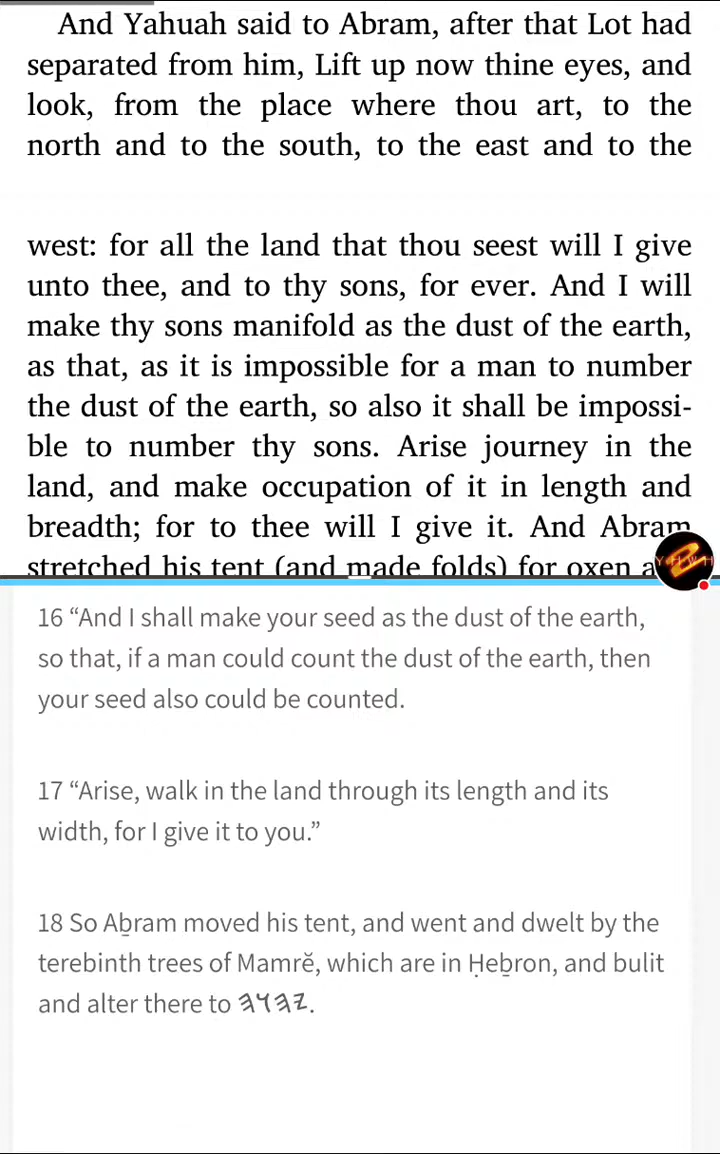 And Yahuah said to Abram, after that Lot had
separated from him, Lift up now thine eyes, and
look, from the place where thou art, to the
north and to the south, to the east and to the
west: for all the land that thou seest will I give
unto thee, and to thy sons, for ever. And I will
make thy sons manifold as the dust of the earth,
as that, as it is impossible for a man to number
the dust of the earth, so also it shall be impossi-
ble to number thy sons. Arise journey in the
land, and make occupation of it in length and
breadth; for to thee will I give it. And Abram
stretched his tent (and made folds) for oxen
16 “And I shall make your seed as the dust of the earth,
so that, if a man could count the dust of the earth, then
your seed also could be counted.
17 “Arise, walk in the land through its length and its
width, for I give it to you.”
18 So Aḇram moved his tent, and went and dwelt by the
terebinth trees of Mamrĕ, which are in Ḥeḇron, and bulit
and alter there to 𐤉𐤄𐤅𐤄.